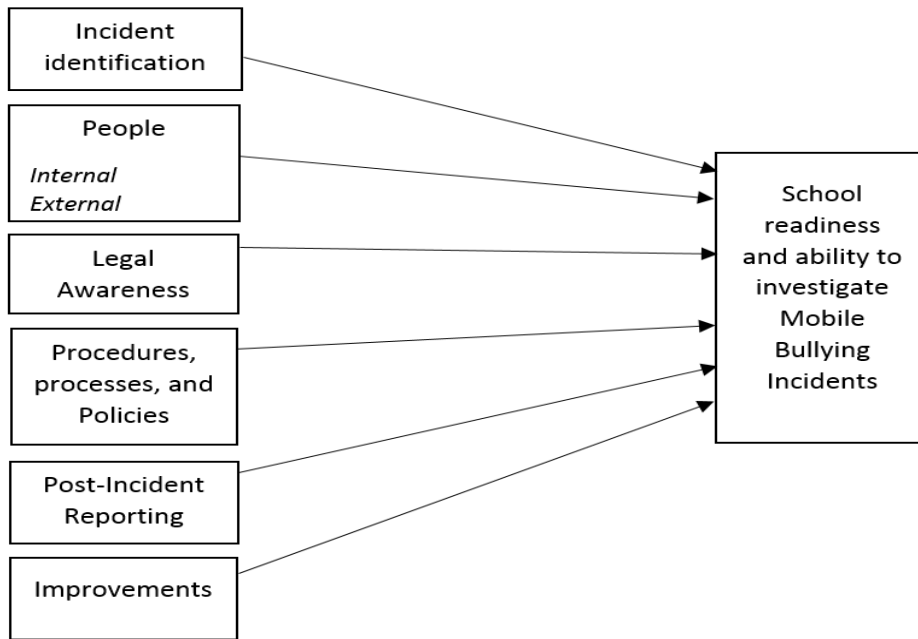 Incident
identification
People
Internal
External
Legal
Awareness
Procedures,
processes, and
Policies
Post-Incident
Reporting
Improvements
School
readiness
and ability to
investigate
Mobile
Bullying
Incidents